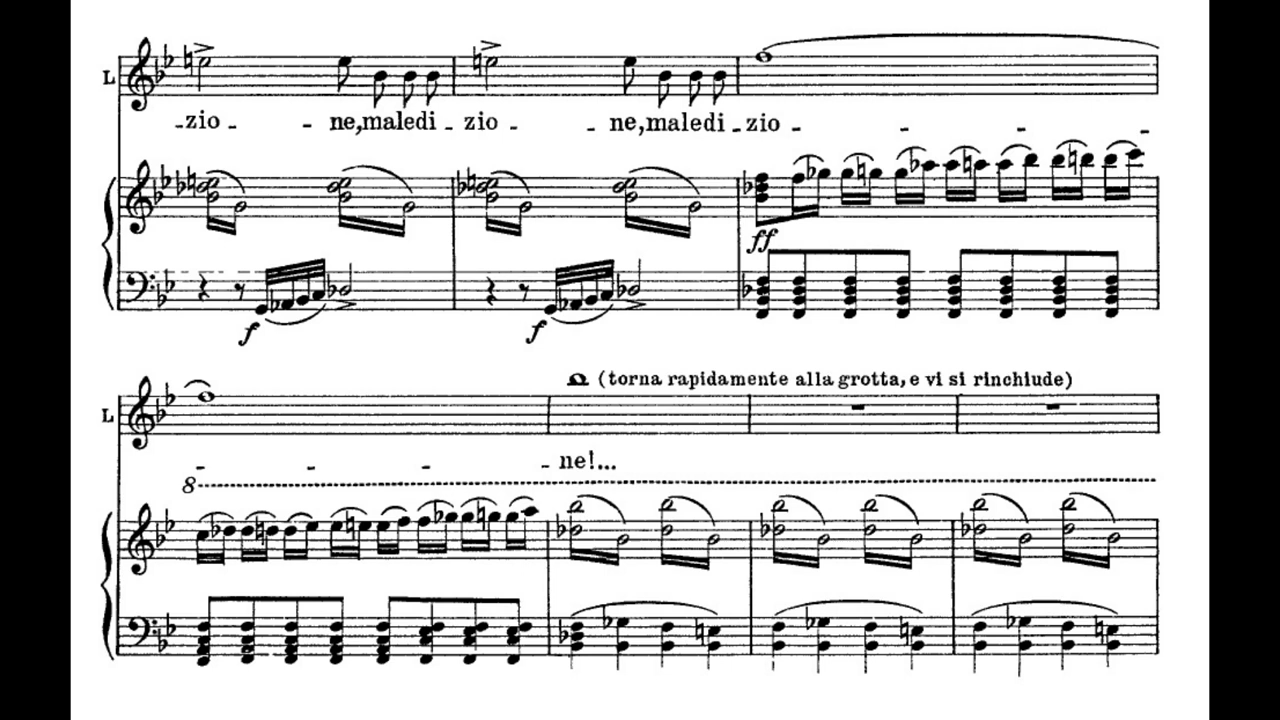 L
-zio - - ne,maledi - zio - - ne,maledi - zio - - - -
f f ff
(torna rapidamente alla grotta, e vi si rinchiude)
L
- - - - ne!...
8